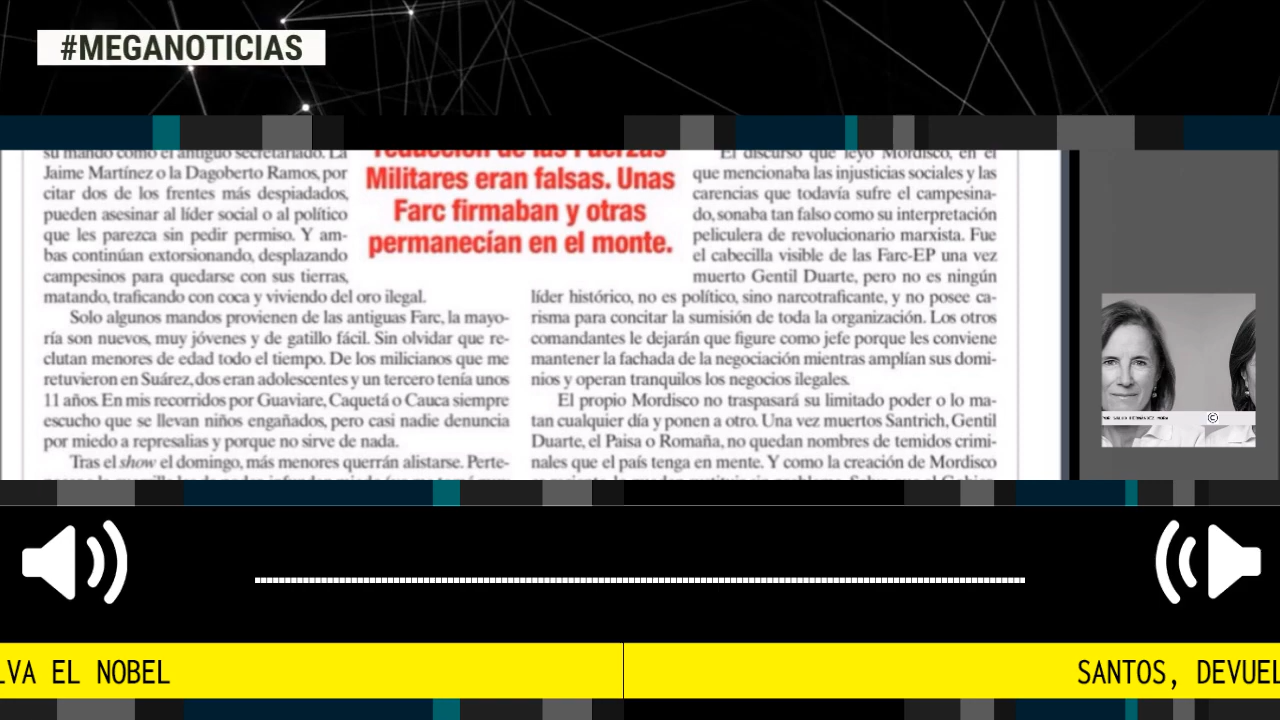 #MEGANOTICIAS
su mando como el antiguo secretariado. La
Jaime Martínez o la Dagoberto Ramos, por
citar dos de los frentes más despiadados,
pueden asesinar al líder social o al político
que les parezca sin pedir permiso. Y am-
bas continúan extorsionando, desplazando
campesinos para quedarse con sus tierras,
matando, traficando con coca y viviendo del oro ilegal.
Solo algunos mandos provienen de las antiguas Farc, la mayo-
ría son nuevos, muy jóvenes y de gatillo fácil. Sin olvidar que re-
clutan menores de edad todo el tiempo. De los milicianos que me
retuvieron en Suárez, dos eran adolescentes y un tercero tenía unos
11 años. En mis recorridos por Guaviare, Caquetá o Cauca siempre
escucho que se llevan niños engañados, pero casi nadie denuncia
por miedo a represalias y porque no sirve de nada.
Tras el show el domingo, más menores querrán alistarse. Perte-
de las Fuerzas
Militares eran falsas. Unas
Farc firmaban y otras
permanecían en el monte.
El discurso que leyó Mordisco, en el
que mencionaba las injusticias sociales y las
carencias que todavía sufre el campesina-
do, sonaba tan falso como su interpretación
peliculera de revolucionario marxista. Fue
el cabecilla visible de las Farc-EP una vez
muerto Gentil Duarte, pero no es ningún
líder histórico, no es político, sino narcotraficante, y no posee ca-
risma para concitar la sumisión de toda la organización. Los otros
comandantes le dejarán que figure como jefe porque les conviene
mantener la fachada de la negociación mientras amplían sus domi-
nios y operan tranquilos los negocios ilegales.
El propio Mordisco no traspasará su limitado poder o lo ma-
tan cualquier día y ponen a otro. Una vez muertos Santrich, Gentil
Duarte, el Paisa o Romaña, no quedan nombres de temidos crimi-
nales que el país tenga en mente. Y como la creación de Mordisco
POR SALUD HERNÁNDEZ MORA
©
LVA EL NOBEL
SANTOS, DEVUEL